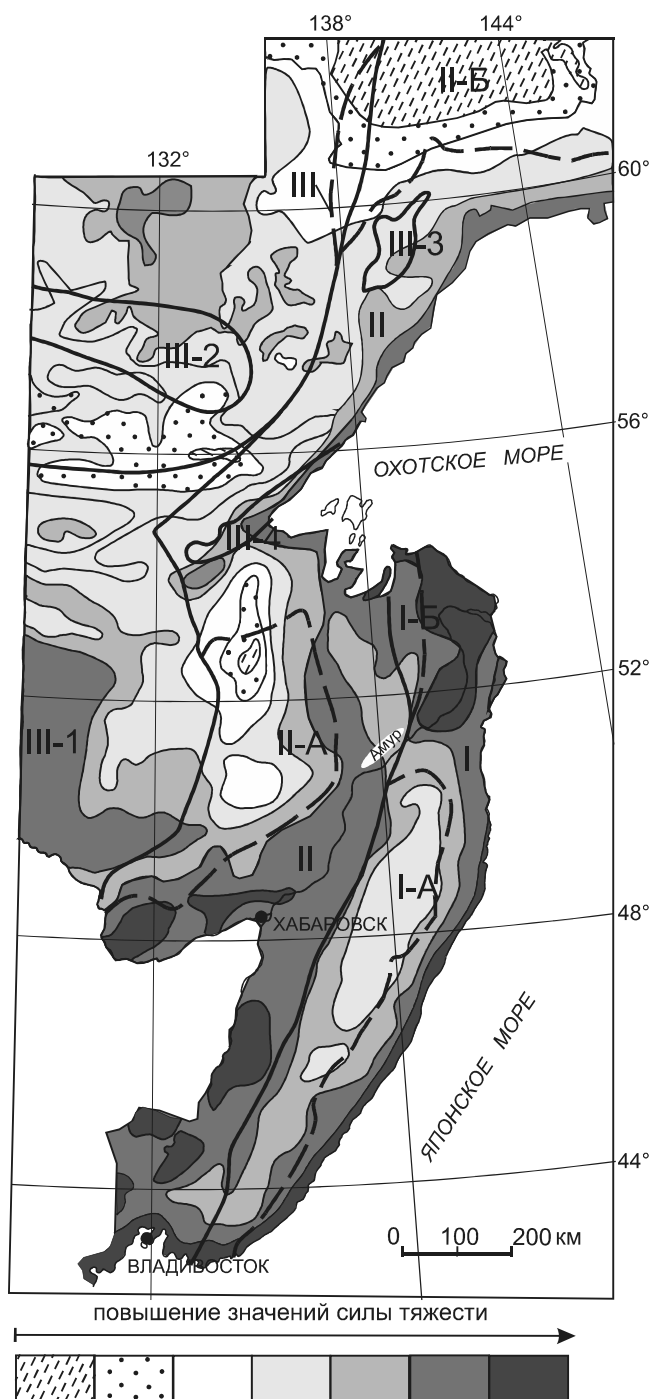 138°
144°
II-Б
132°
60°
III
III-3
II
III-2
56°
ОХОТСКОЕ МОРЕ
III-4
I-Б
52°
III-1
II-А
Амур
I
II
I-А
48°
ХАБАРОВСК
ЯПОНСКОЕ МОРЕ
44°
0 100 200 км
ВЛАДИВОСТОК
повышение значений силы тяжести